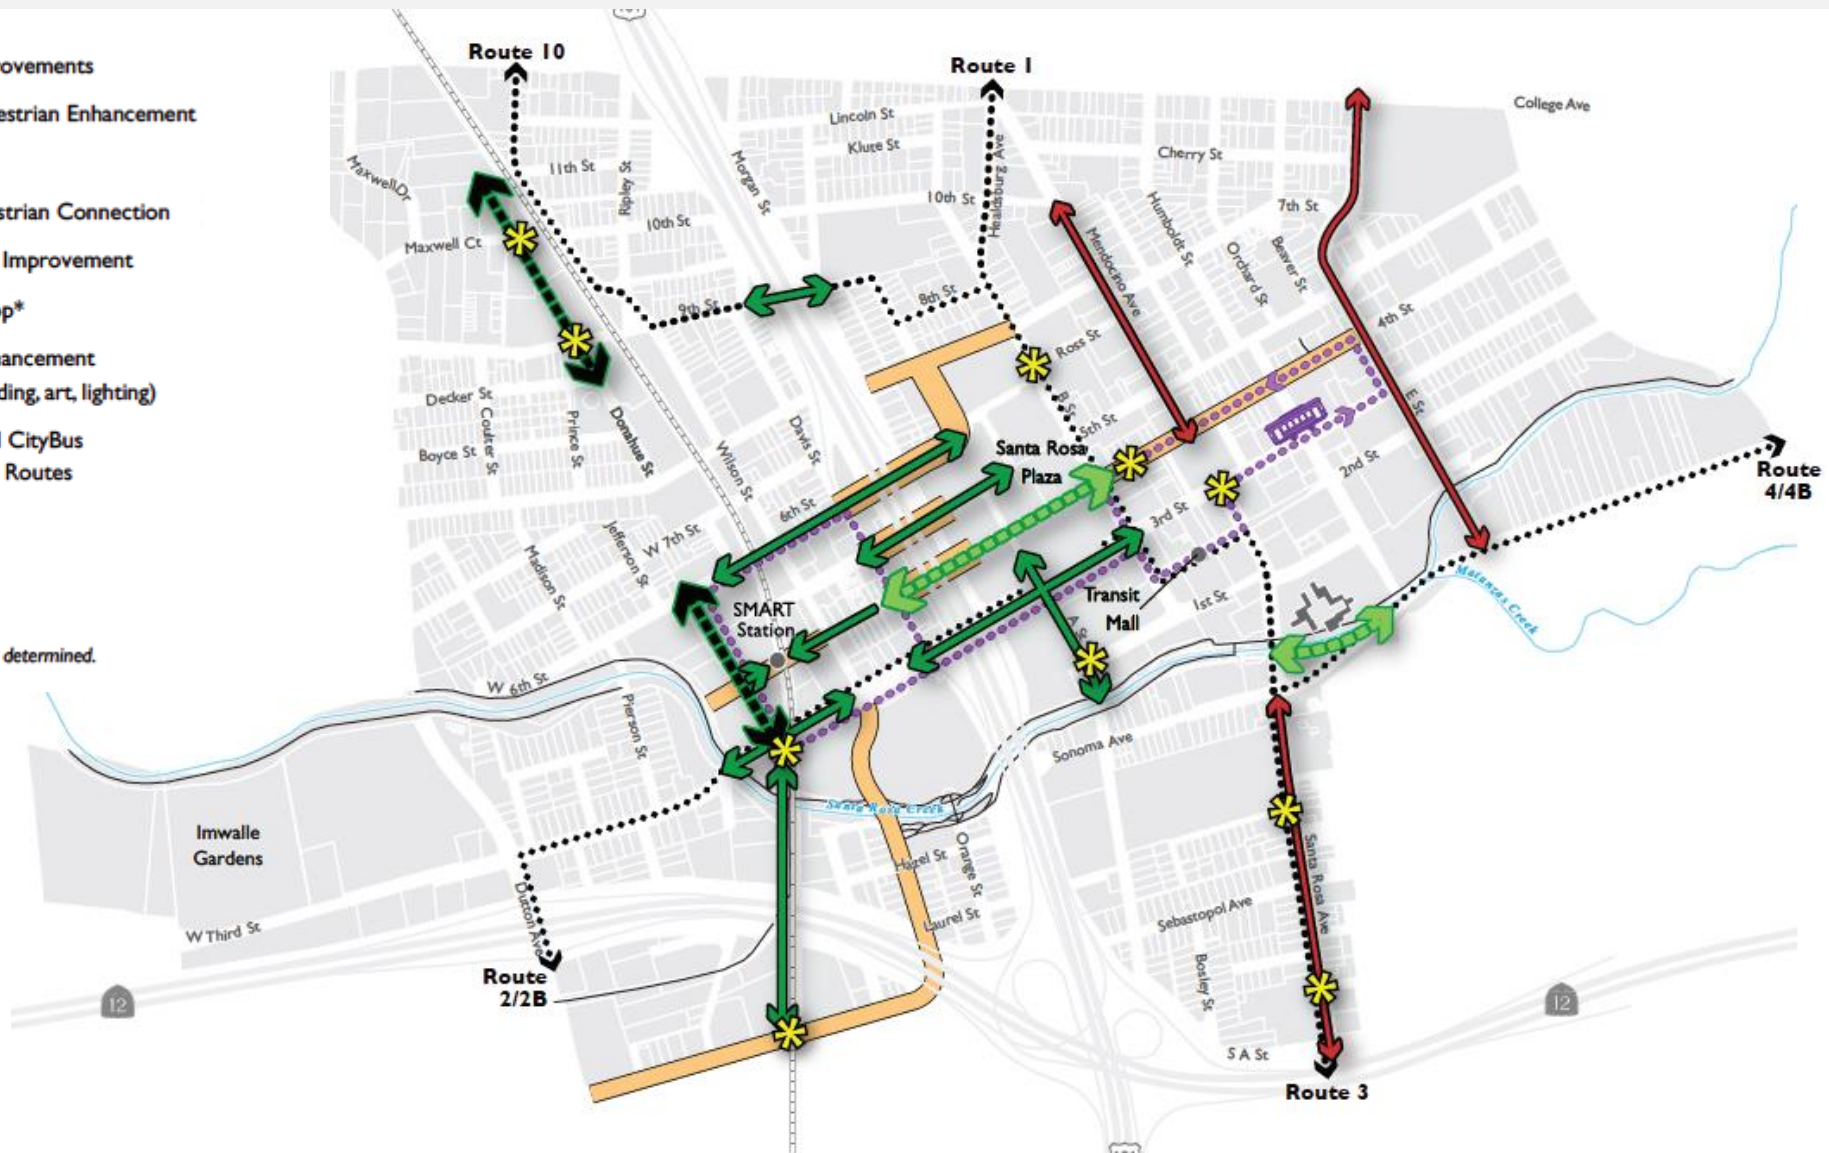 ovements
estrian Enhancement
strian Connection
Improvement
op*
nancement
ding, art, lighting)
CityBus
Routes
determined.
Route 10
Route 1
College Ave
Lincoln St
Klute St
Cherry St
Maxwell Dr
11th St
Ripley St
Morgan St
Healdsburg Ave
10th St
10th St
7th St
Maxwell Ct
Mendocino Ave
Humboldt St
Orchard St
Beaver St
9th St
8th St
4th St
Ross St
B St
5th St
E St
Decker St
Coulter St
Boyce St
Prince St
Donahue St
Wilson St
Davis St
Santa Rosa
Plaza
2nd St
Route
4/4B
6th St
3rd St
W 7th St
Jefferson St
Madison St
SMART
Station
Transit
Mall
1st St
A St
Matanzas Creek
W 6th St
Pierson St
Sonoma Ave
Santa Rosa Creek
Imwalle
Gardens
Hazel St
Orange St
Santa Rosa Ave
Dutton Ave
Laurel St
Sebastopol Ave
W Third St
Bosley St
Route
2/2B
12
12
S A St
Route 3